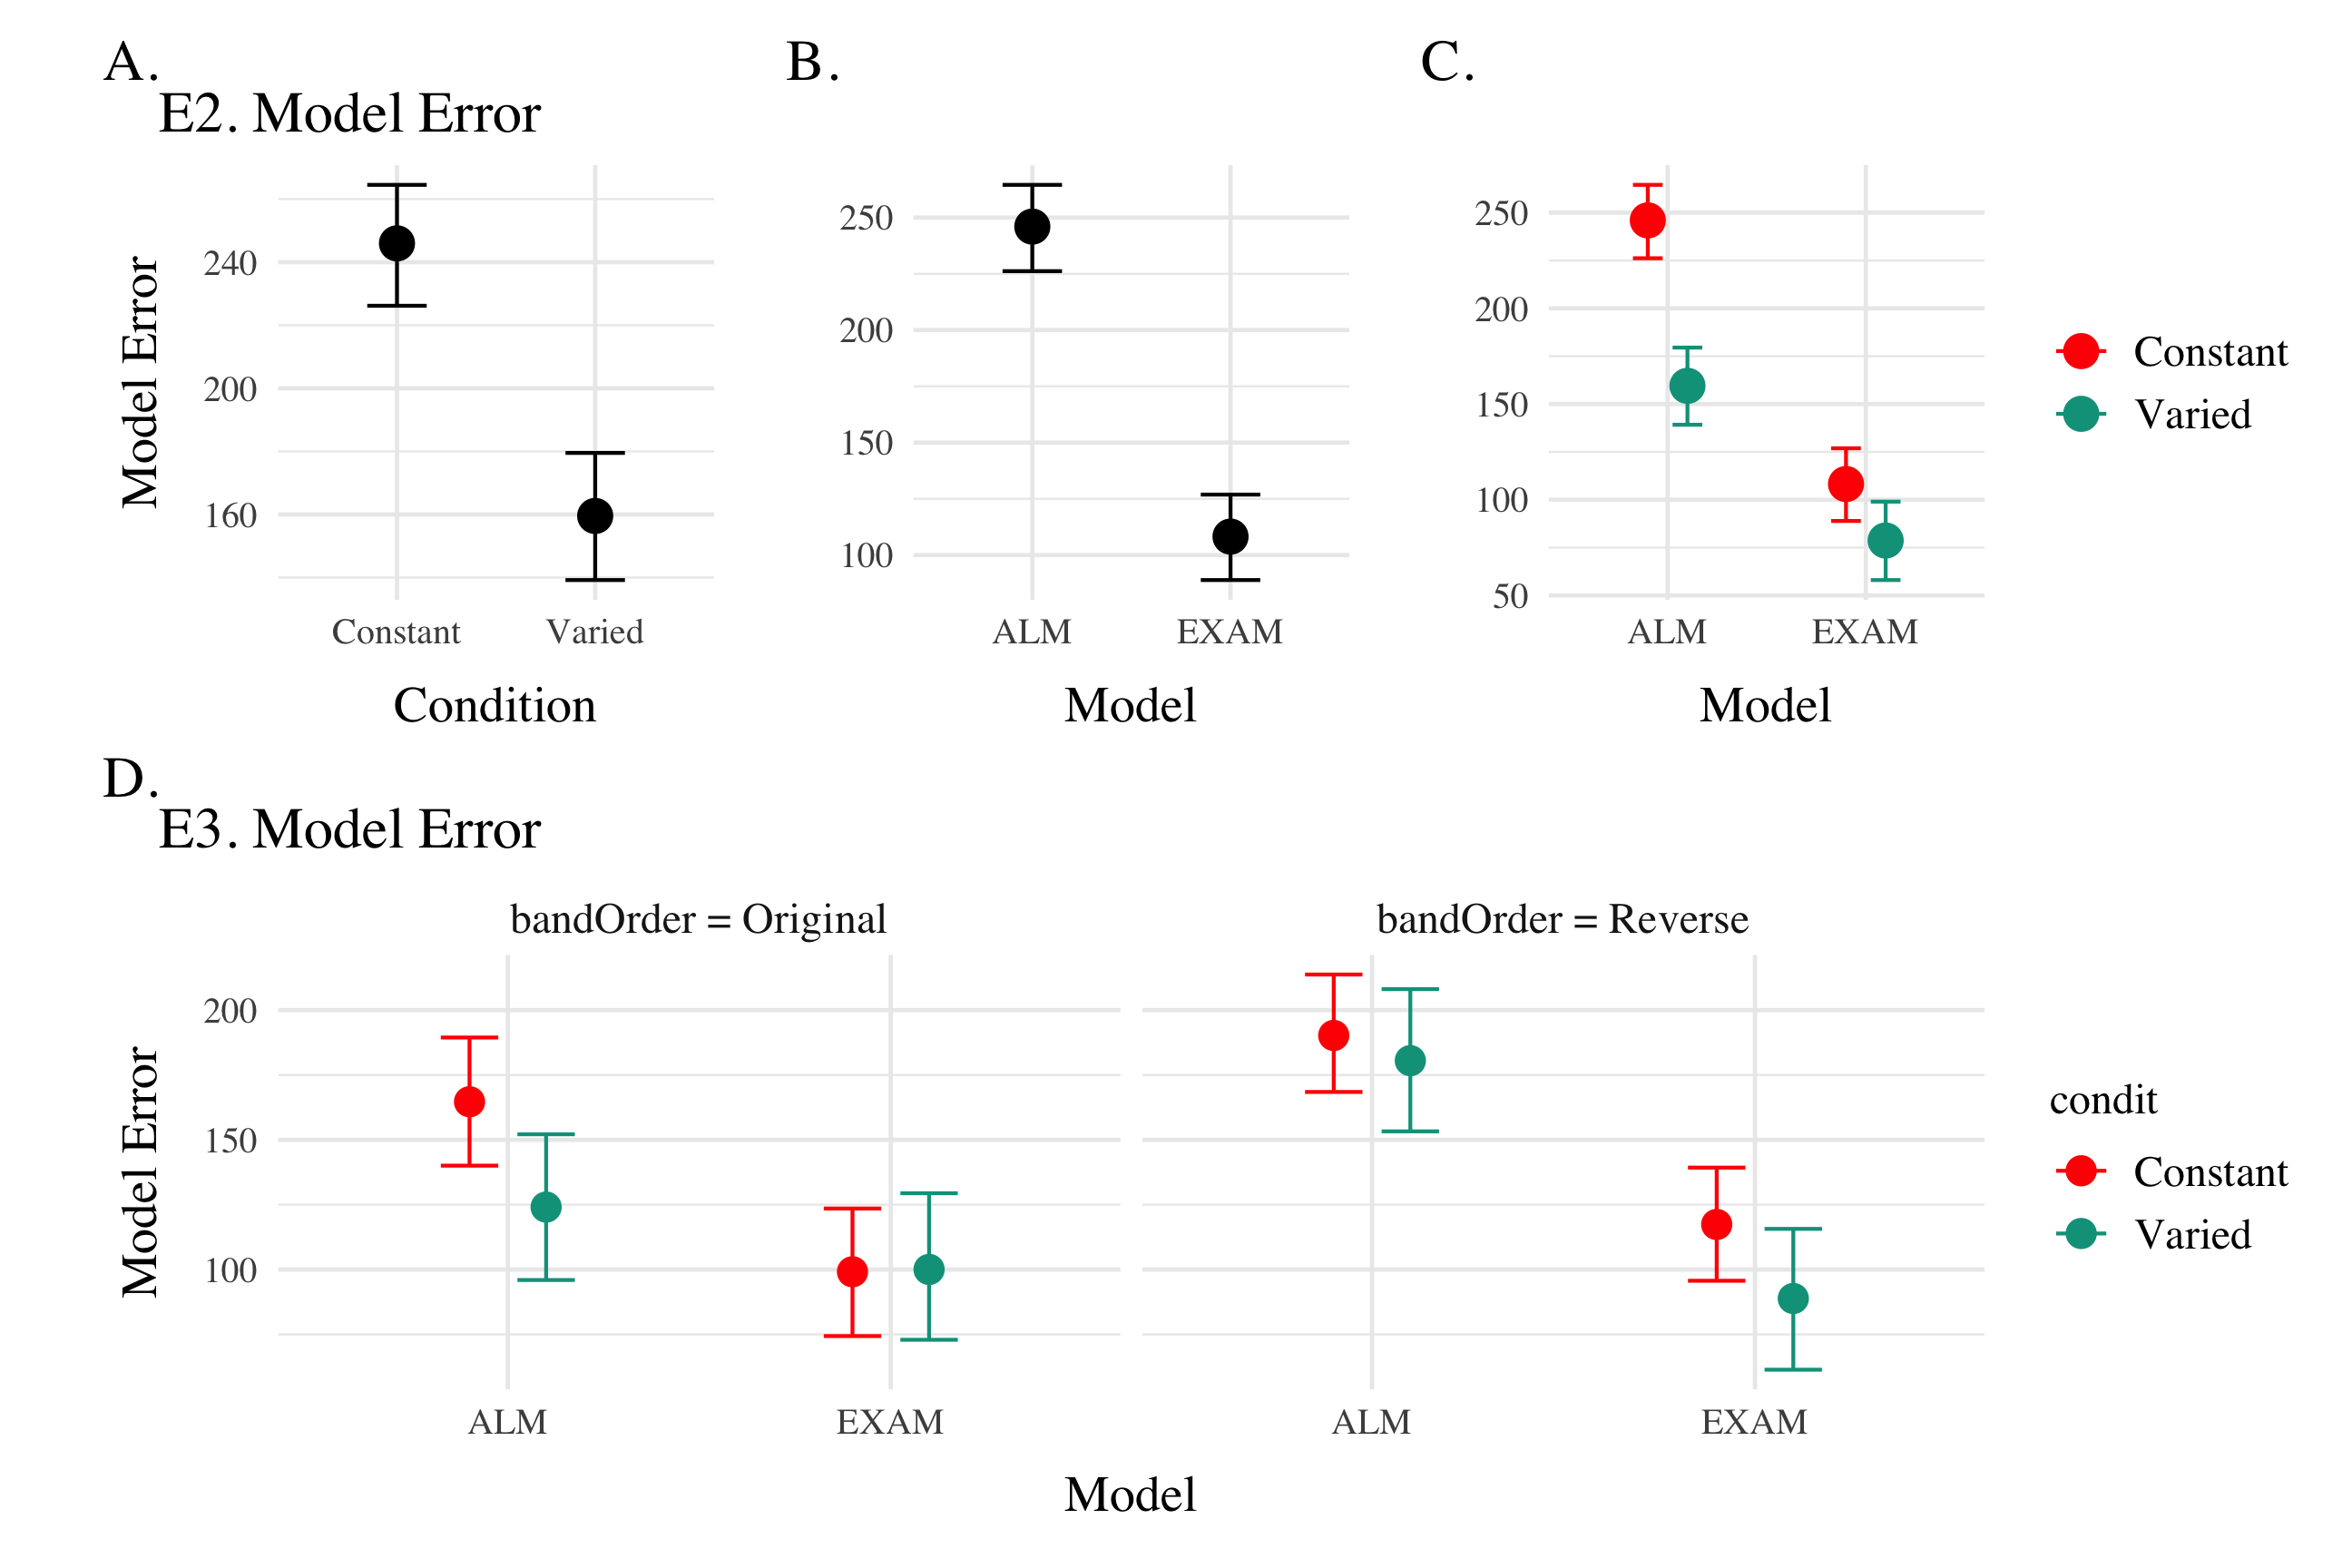 A.
E2. Model Error
Model Error
240
200
160
Constant Varied
Condition
B.
250
200
150
100
ALM EXAM
Model
C.
250
200
150
100
50
ALM EXAM
Model
Constant
Varied
D.
E3. Model Error
Model Error
bandOrder = Original
bandOrder = Reverse
200
150
100
ALM EXAM
ALM EXAM
Model
condit
Constant
Varied